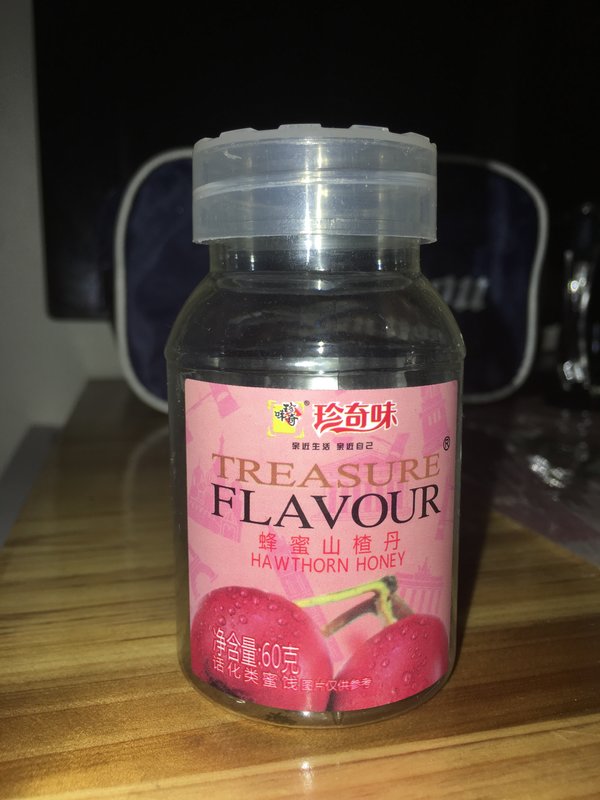 珍奇味®
亲近生活 亲近自己
TREASURE
FLAVOUR®
蜂蜜山楂丹
HAWTHORN HONEY
净含量:60克
话化类蜜饯 图片仅供参考